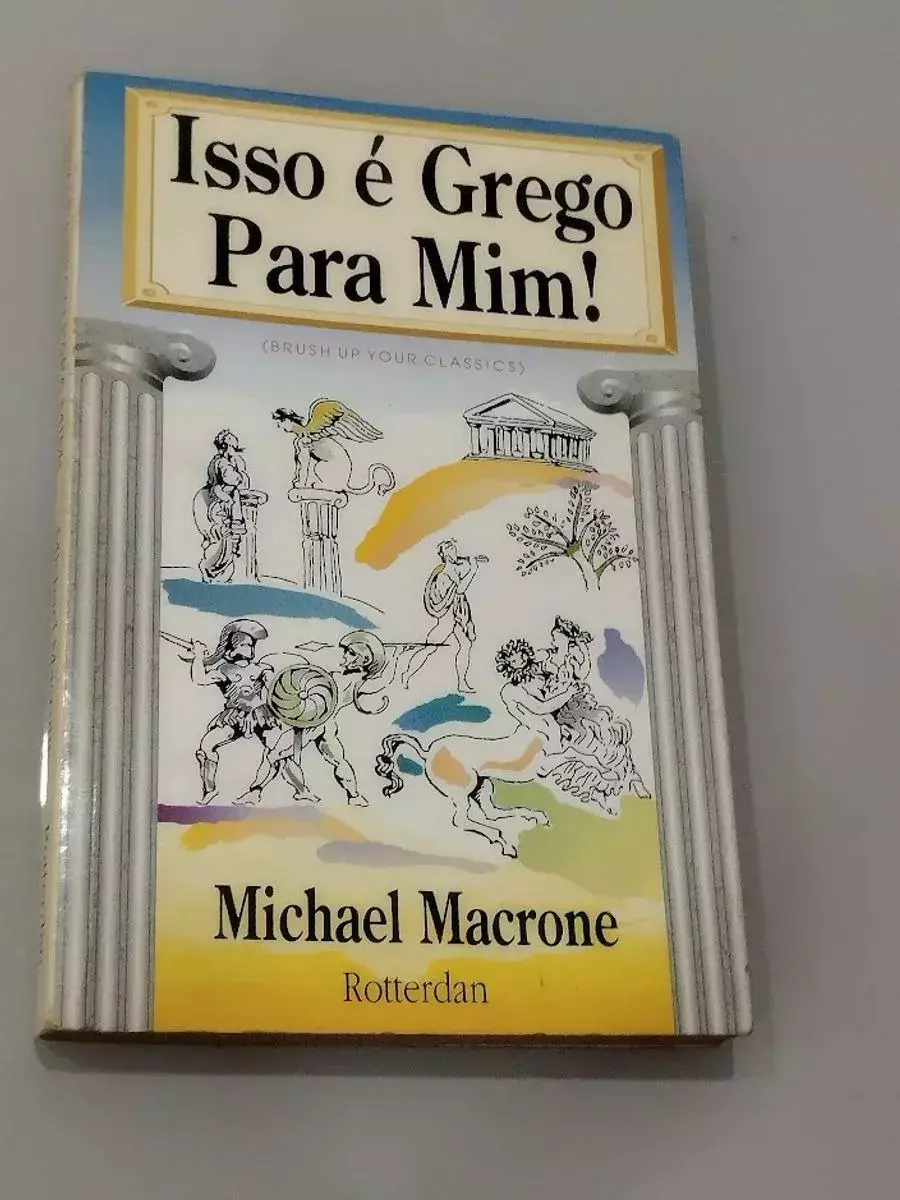 Isso é Grego
Para Mim!
(BRUSH UP YOUR CLASSICS)
Michael Macrone
Rotterdan